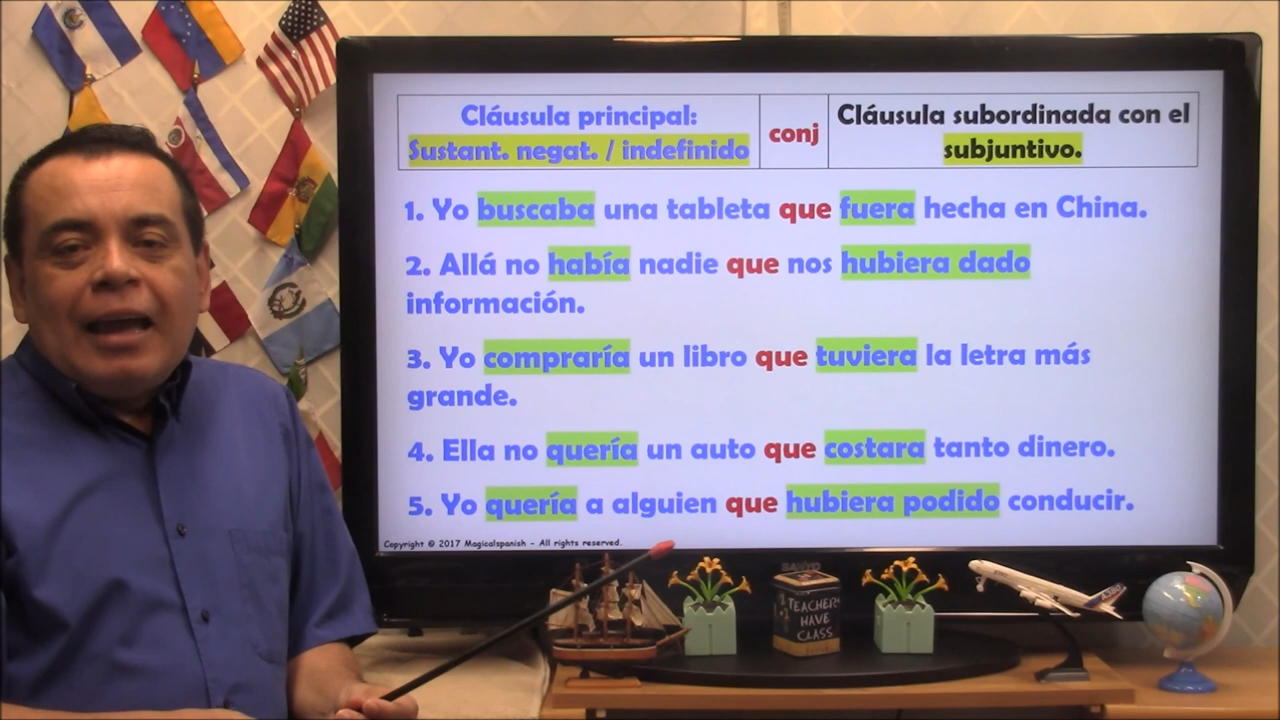 Cláusula principal:
Sustant. negat. / indefinido
conj
Cláusula subordinada con el
subjuntivo.
1. Yo buscaba una tableta que fuera hecha en China.
2. Allá no había nadie que nos hubiera dado
información.
3. Yo compraría un libro que tuviera la letra más
grande.
4. Ella no quería un auto que costara tanto dinero.
5. Yo quería a alguien que hubiera podido conducir.
Copyright © 2017 Magicalspanish - All rights reserved.
SANYO
TEACHERS
HAVE
CLASS
A380